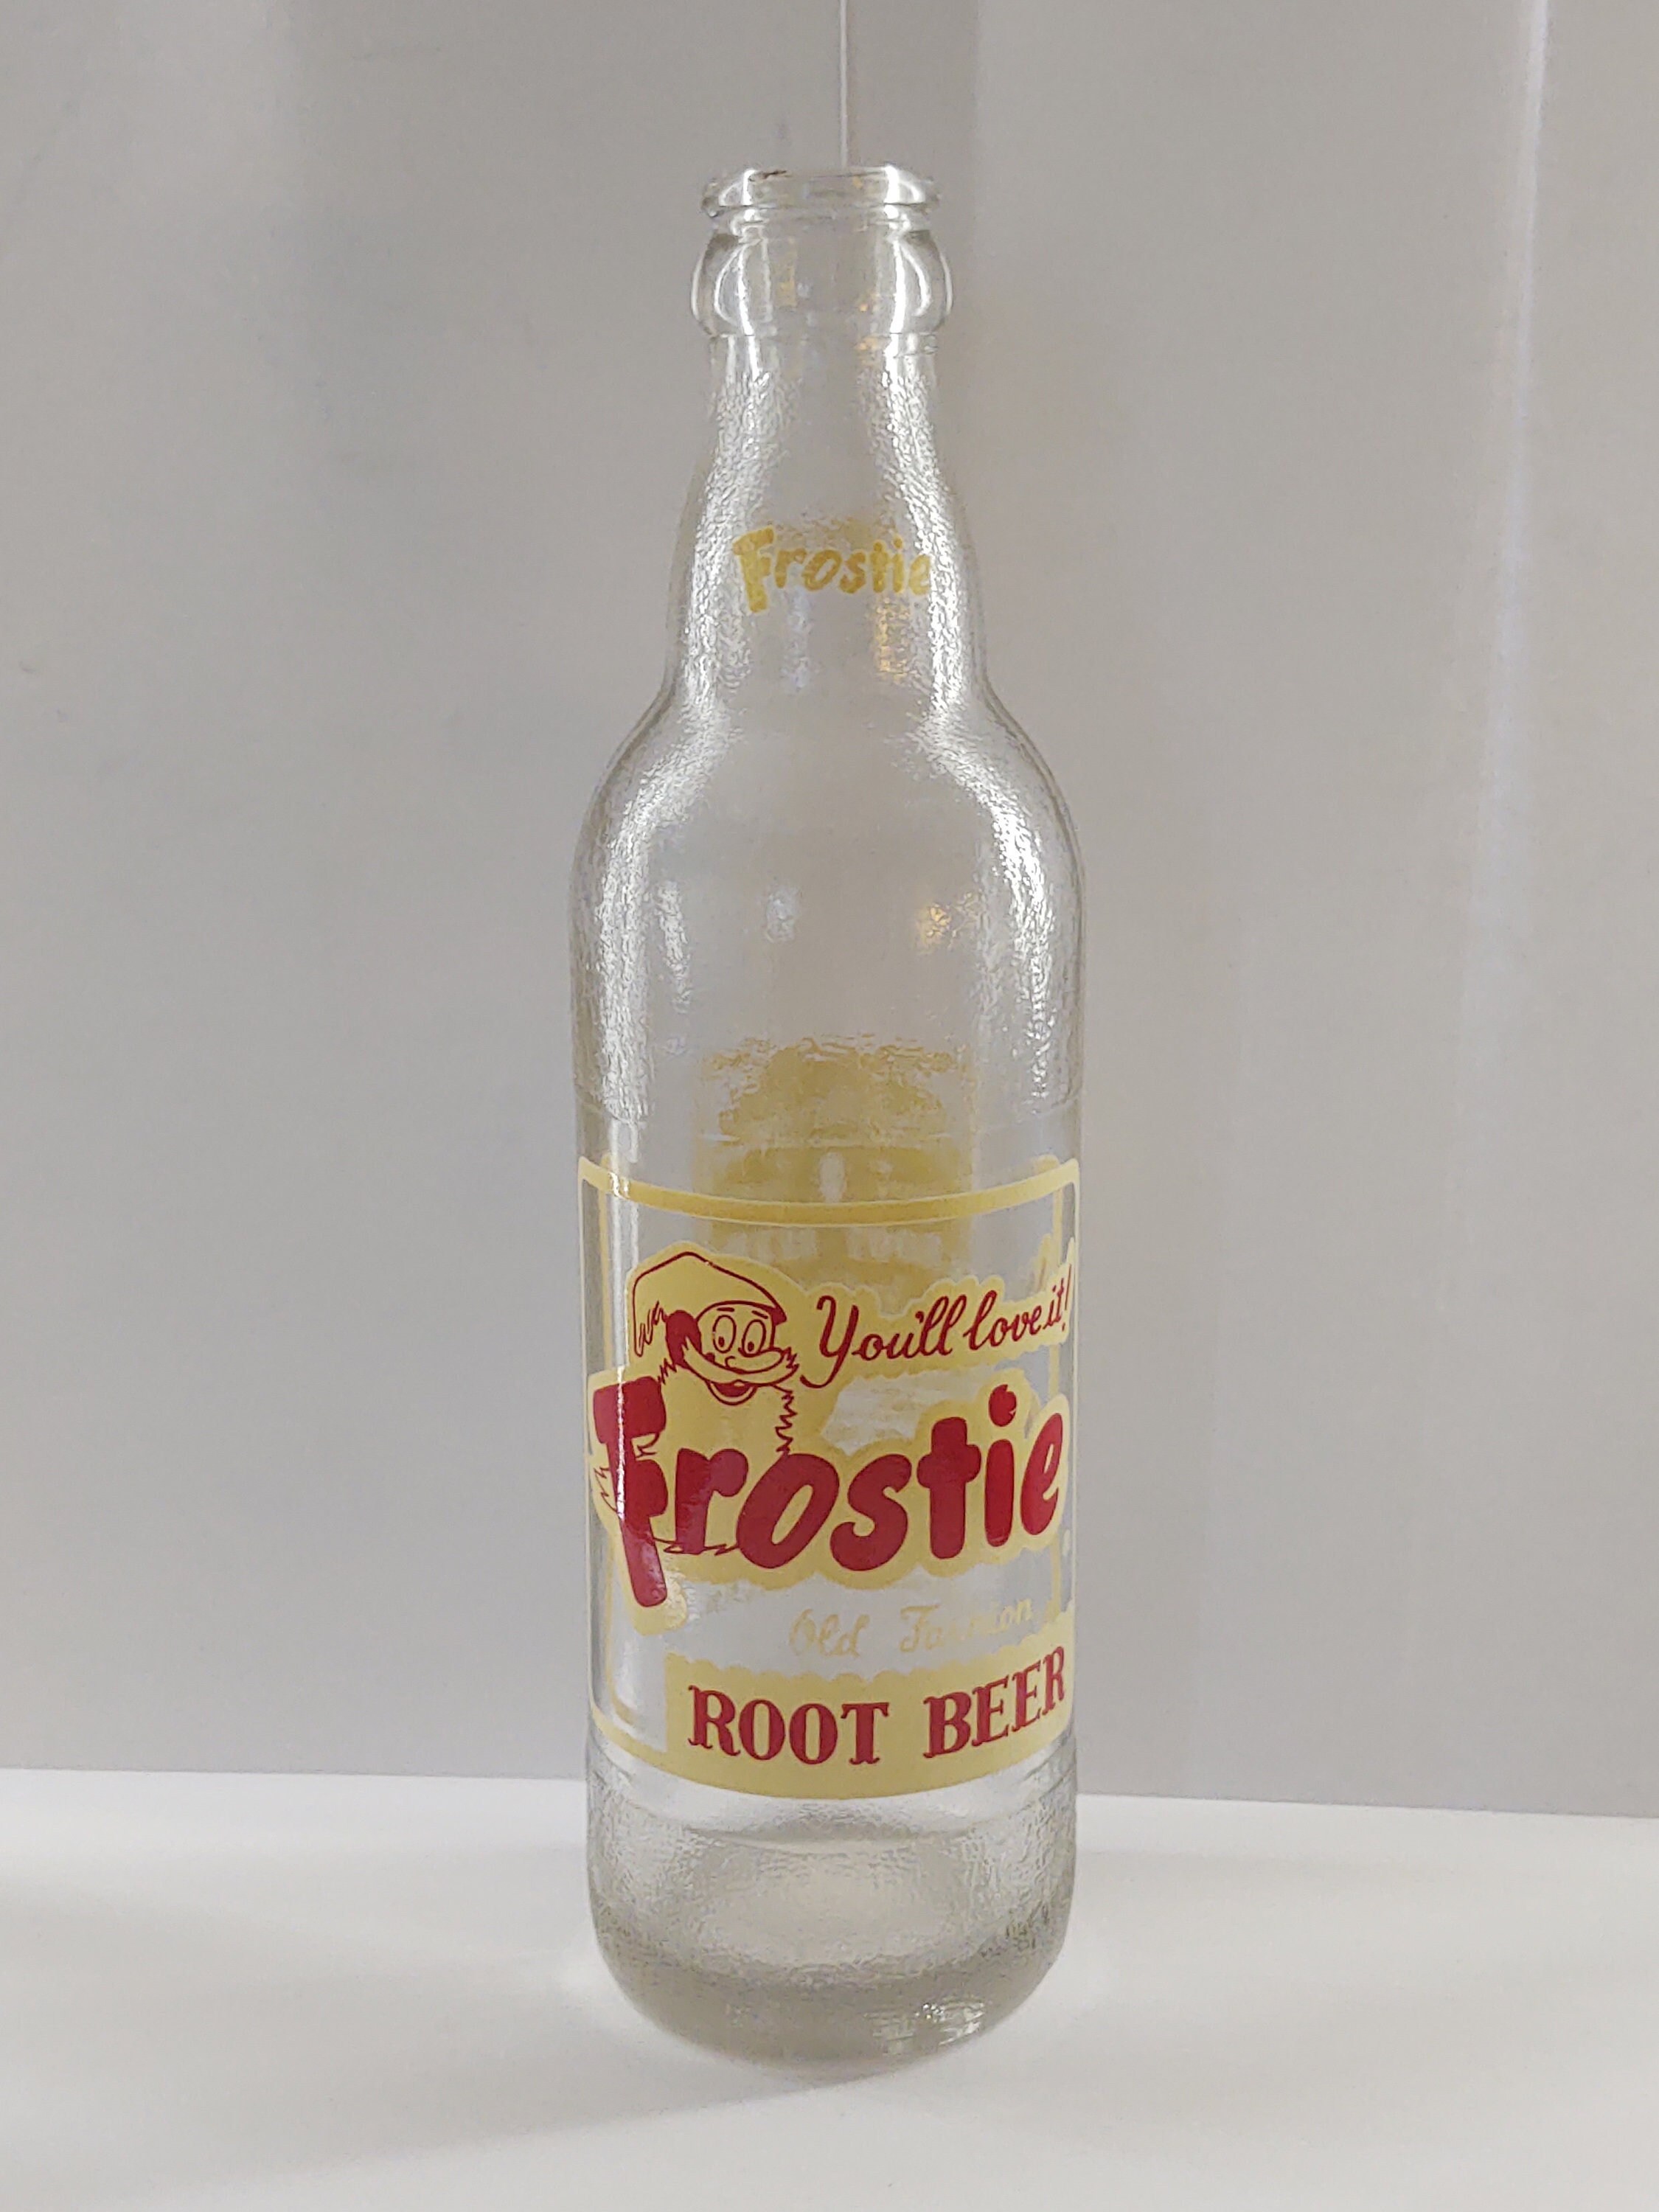 Frostie
You'll love it!
Frostie
Old Fashion
ROOT BEER